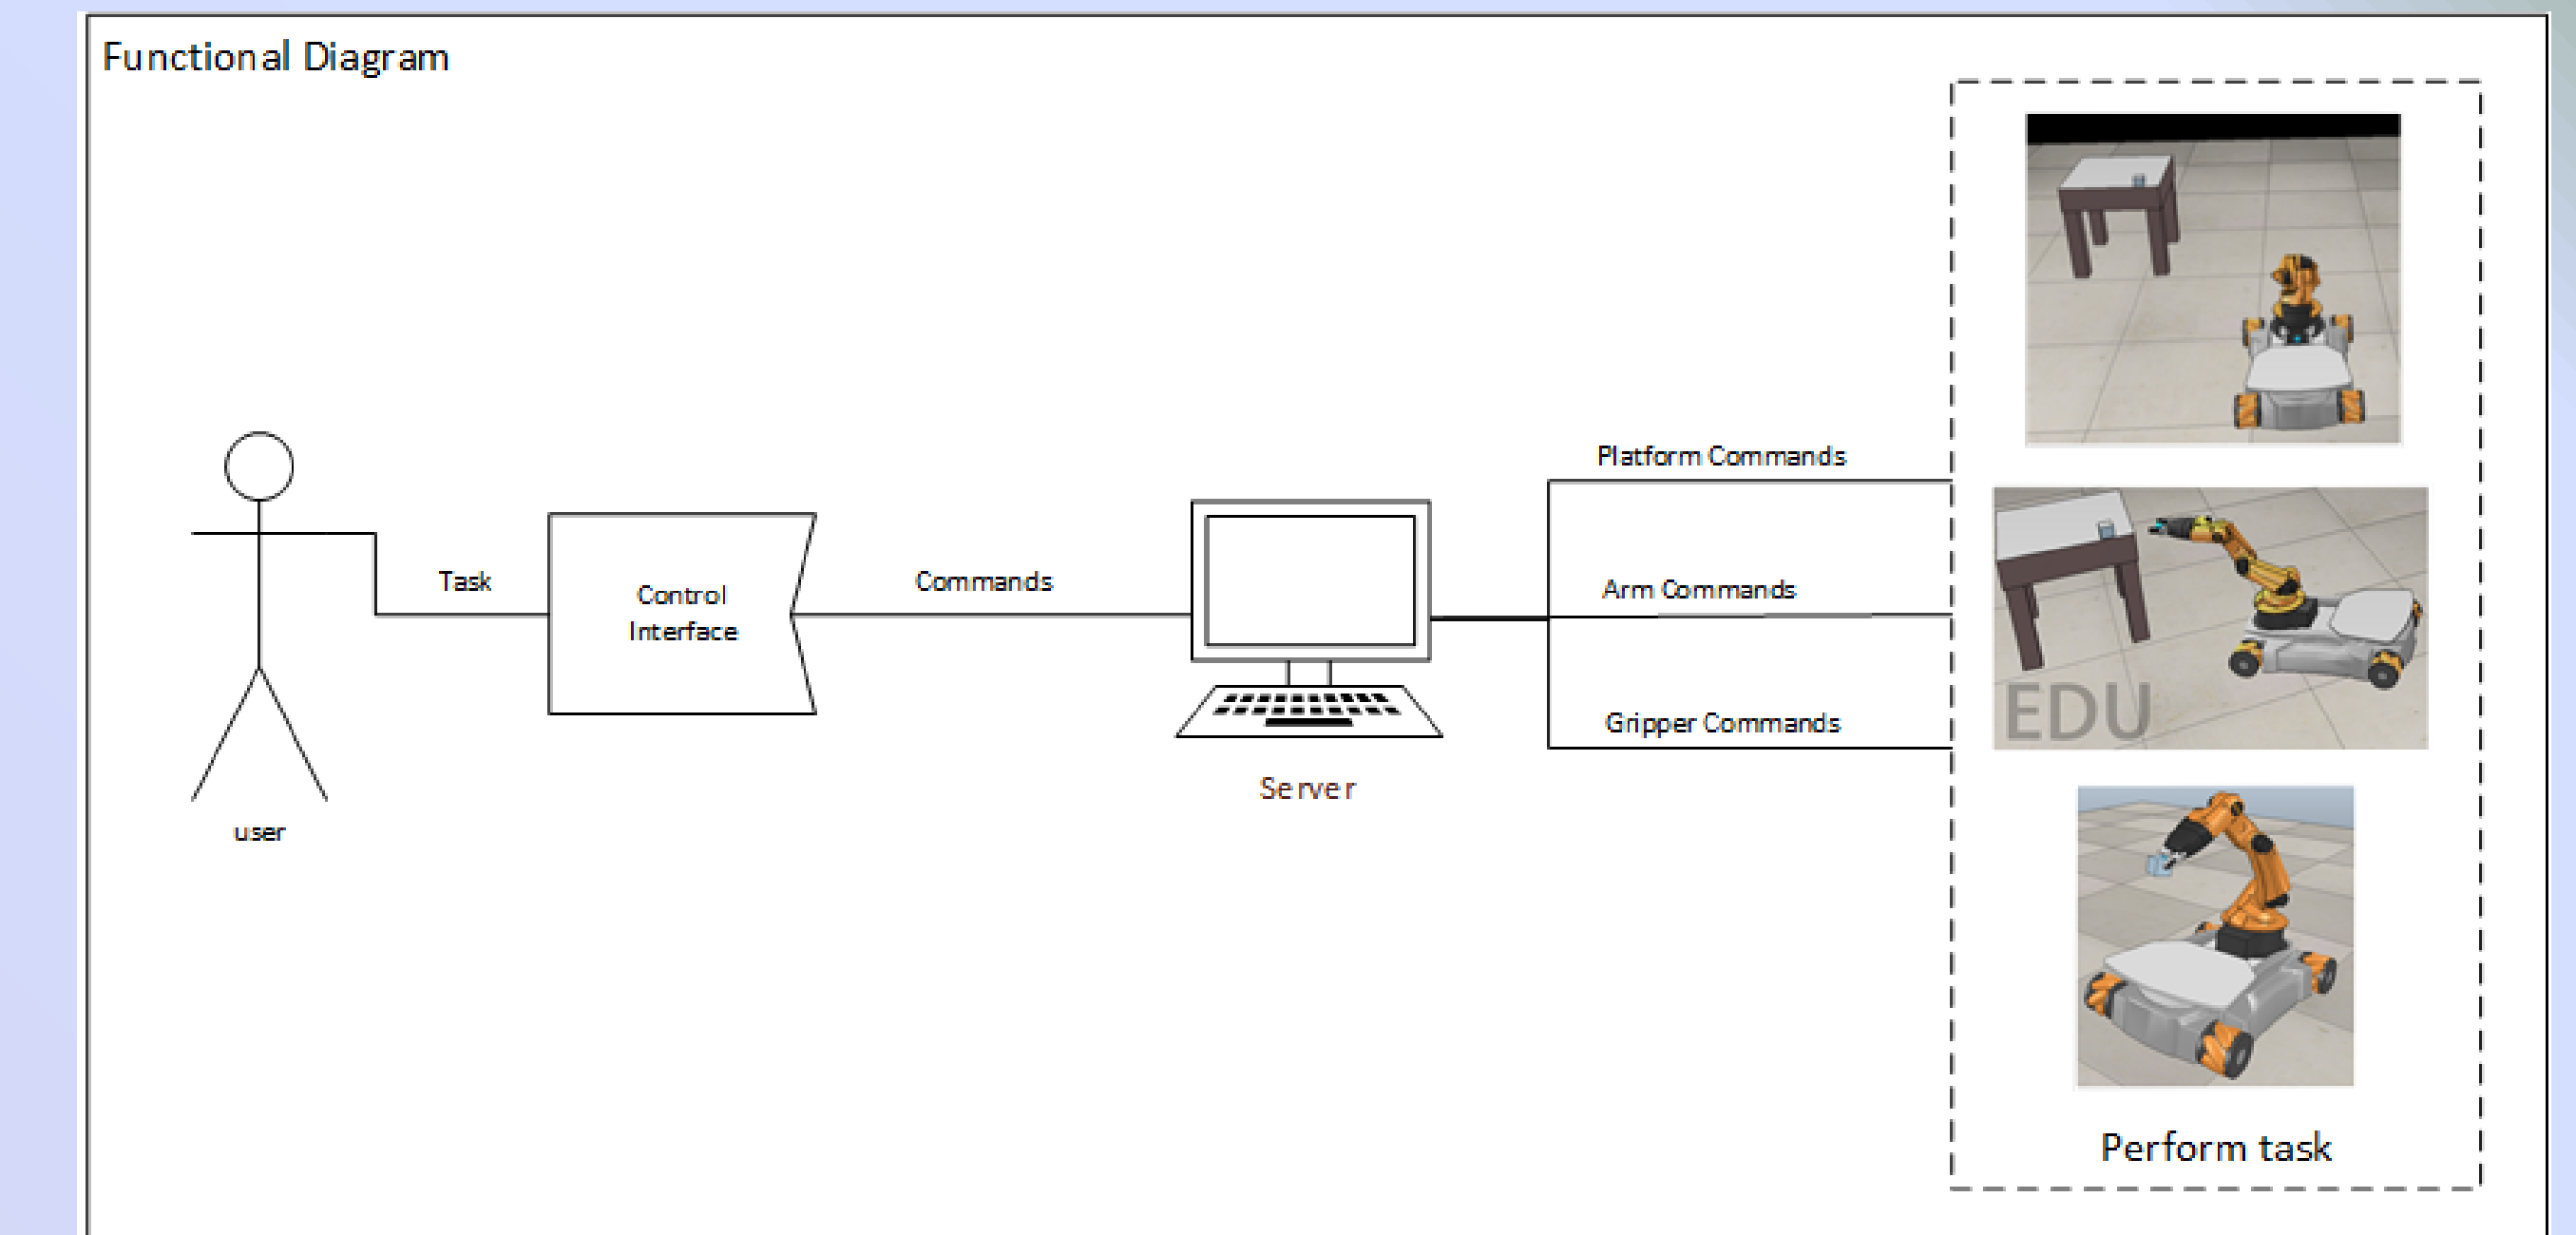 Functional Diagram
user
Task
Control
Interface
Commands
Server
Platform Commands
Arm Commands
Gripper Commands
EDU
Perform task